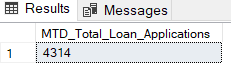 Results Messages
MTD_Total_Loan_Applications
1 4314